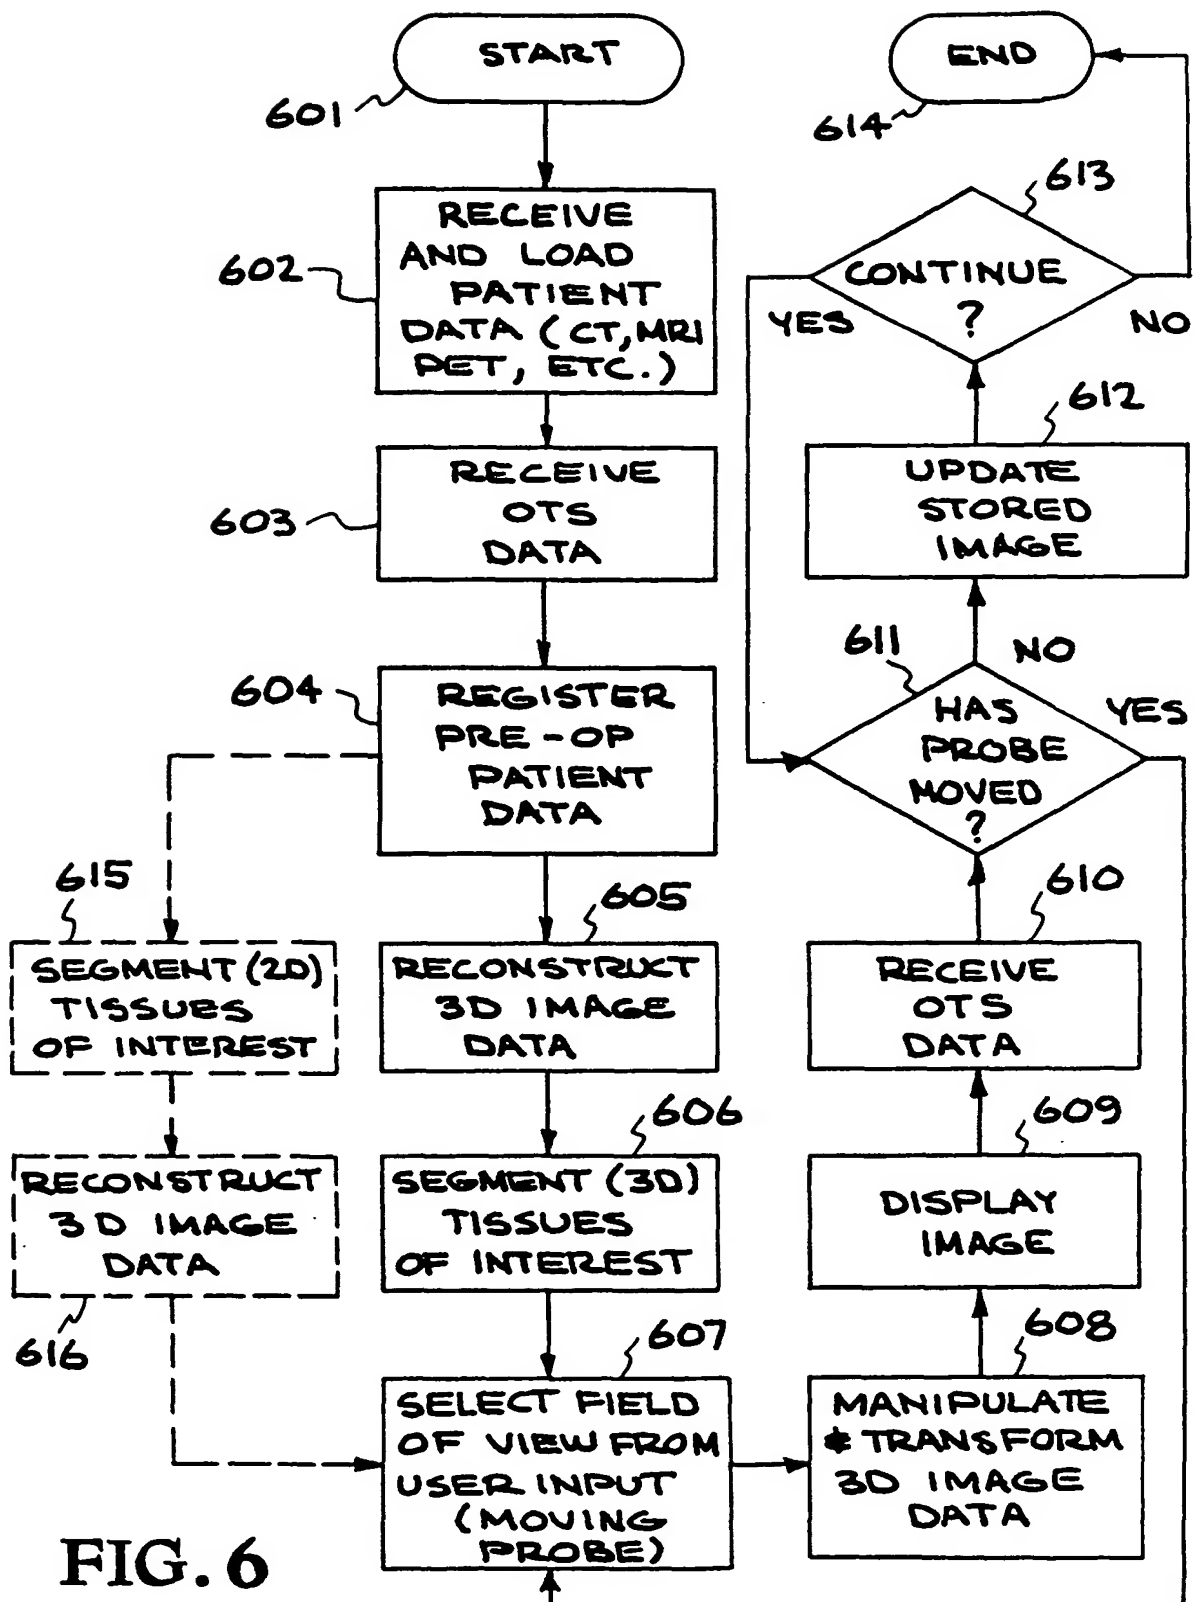 START
601
RECEIVE
AND LOAD
PATIENT
DATA (CT, MRI
PET, ETC.)
602
RECEIVE
OTS
DATA
603
REGISTER
PRE-OP
PATIENT
DATA
604
615
SEGMENT (2D)
TISSUES
OF INTEREST
RECONSTRUCT
3D IMAGE
DATA
616
605
RECONSTRUCT
3D IMAGE
DATA
606
SEGMENT (3D)
TISSUES
OF INTEREST
607
SELECT FIELD
OF VIEW FROM
USER INPUT
(MOVING
PROBE)
608
MANIPULATE
& TRANSFORM
3D IMAGE
DATA
609
DISPLAY
IMAGE
610
RECEIVE
OTS
DATA
611
HAS
PROBE
MOVED
?
NO
YES
612
UPDATE
STORED
IMAGE
613
CONTINUE
?
YES
NO
END
614
FIG. 6